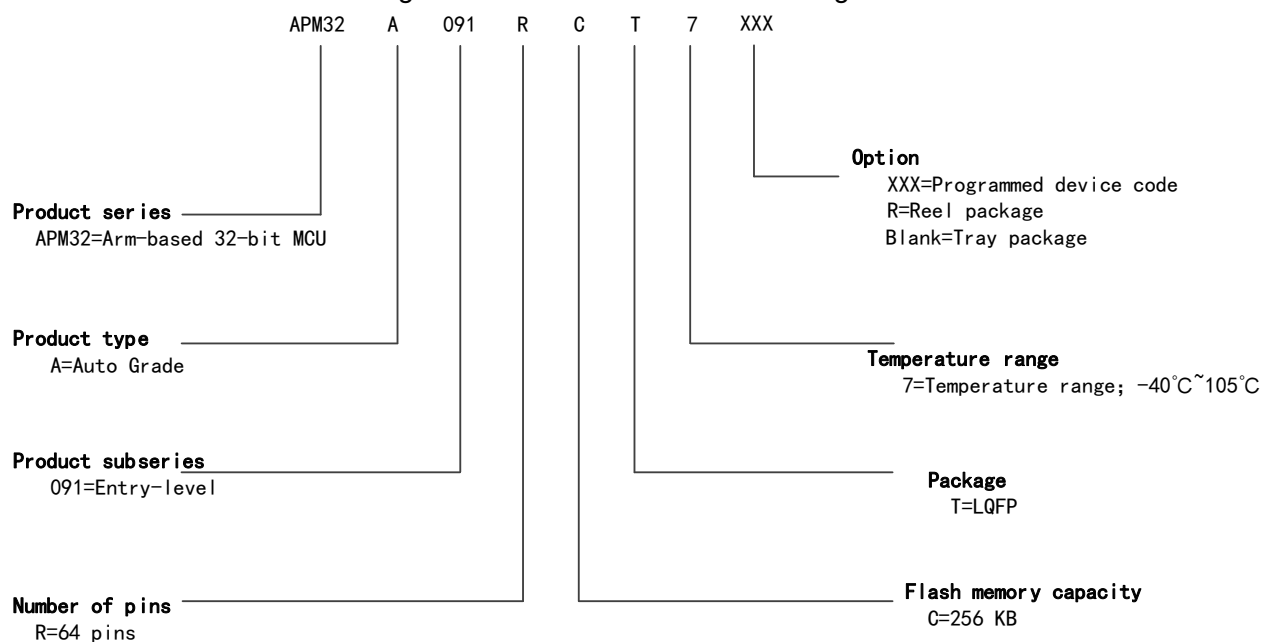 APM32 A 091 R C T 7 XXX
Option
XXX=Programmed device code
R=Reel package
Blank=Tray package
Product series
APM32=Arm-based 32-bit MCU
Product type
A=Auto Grade
Temperature range
7=Temperature range; -40℃~105℃
Product subseries
091=Entry-level
Package
T=LQFP
Flash memory capacity
C=256 KB
Number of pins
R=64 pins